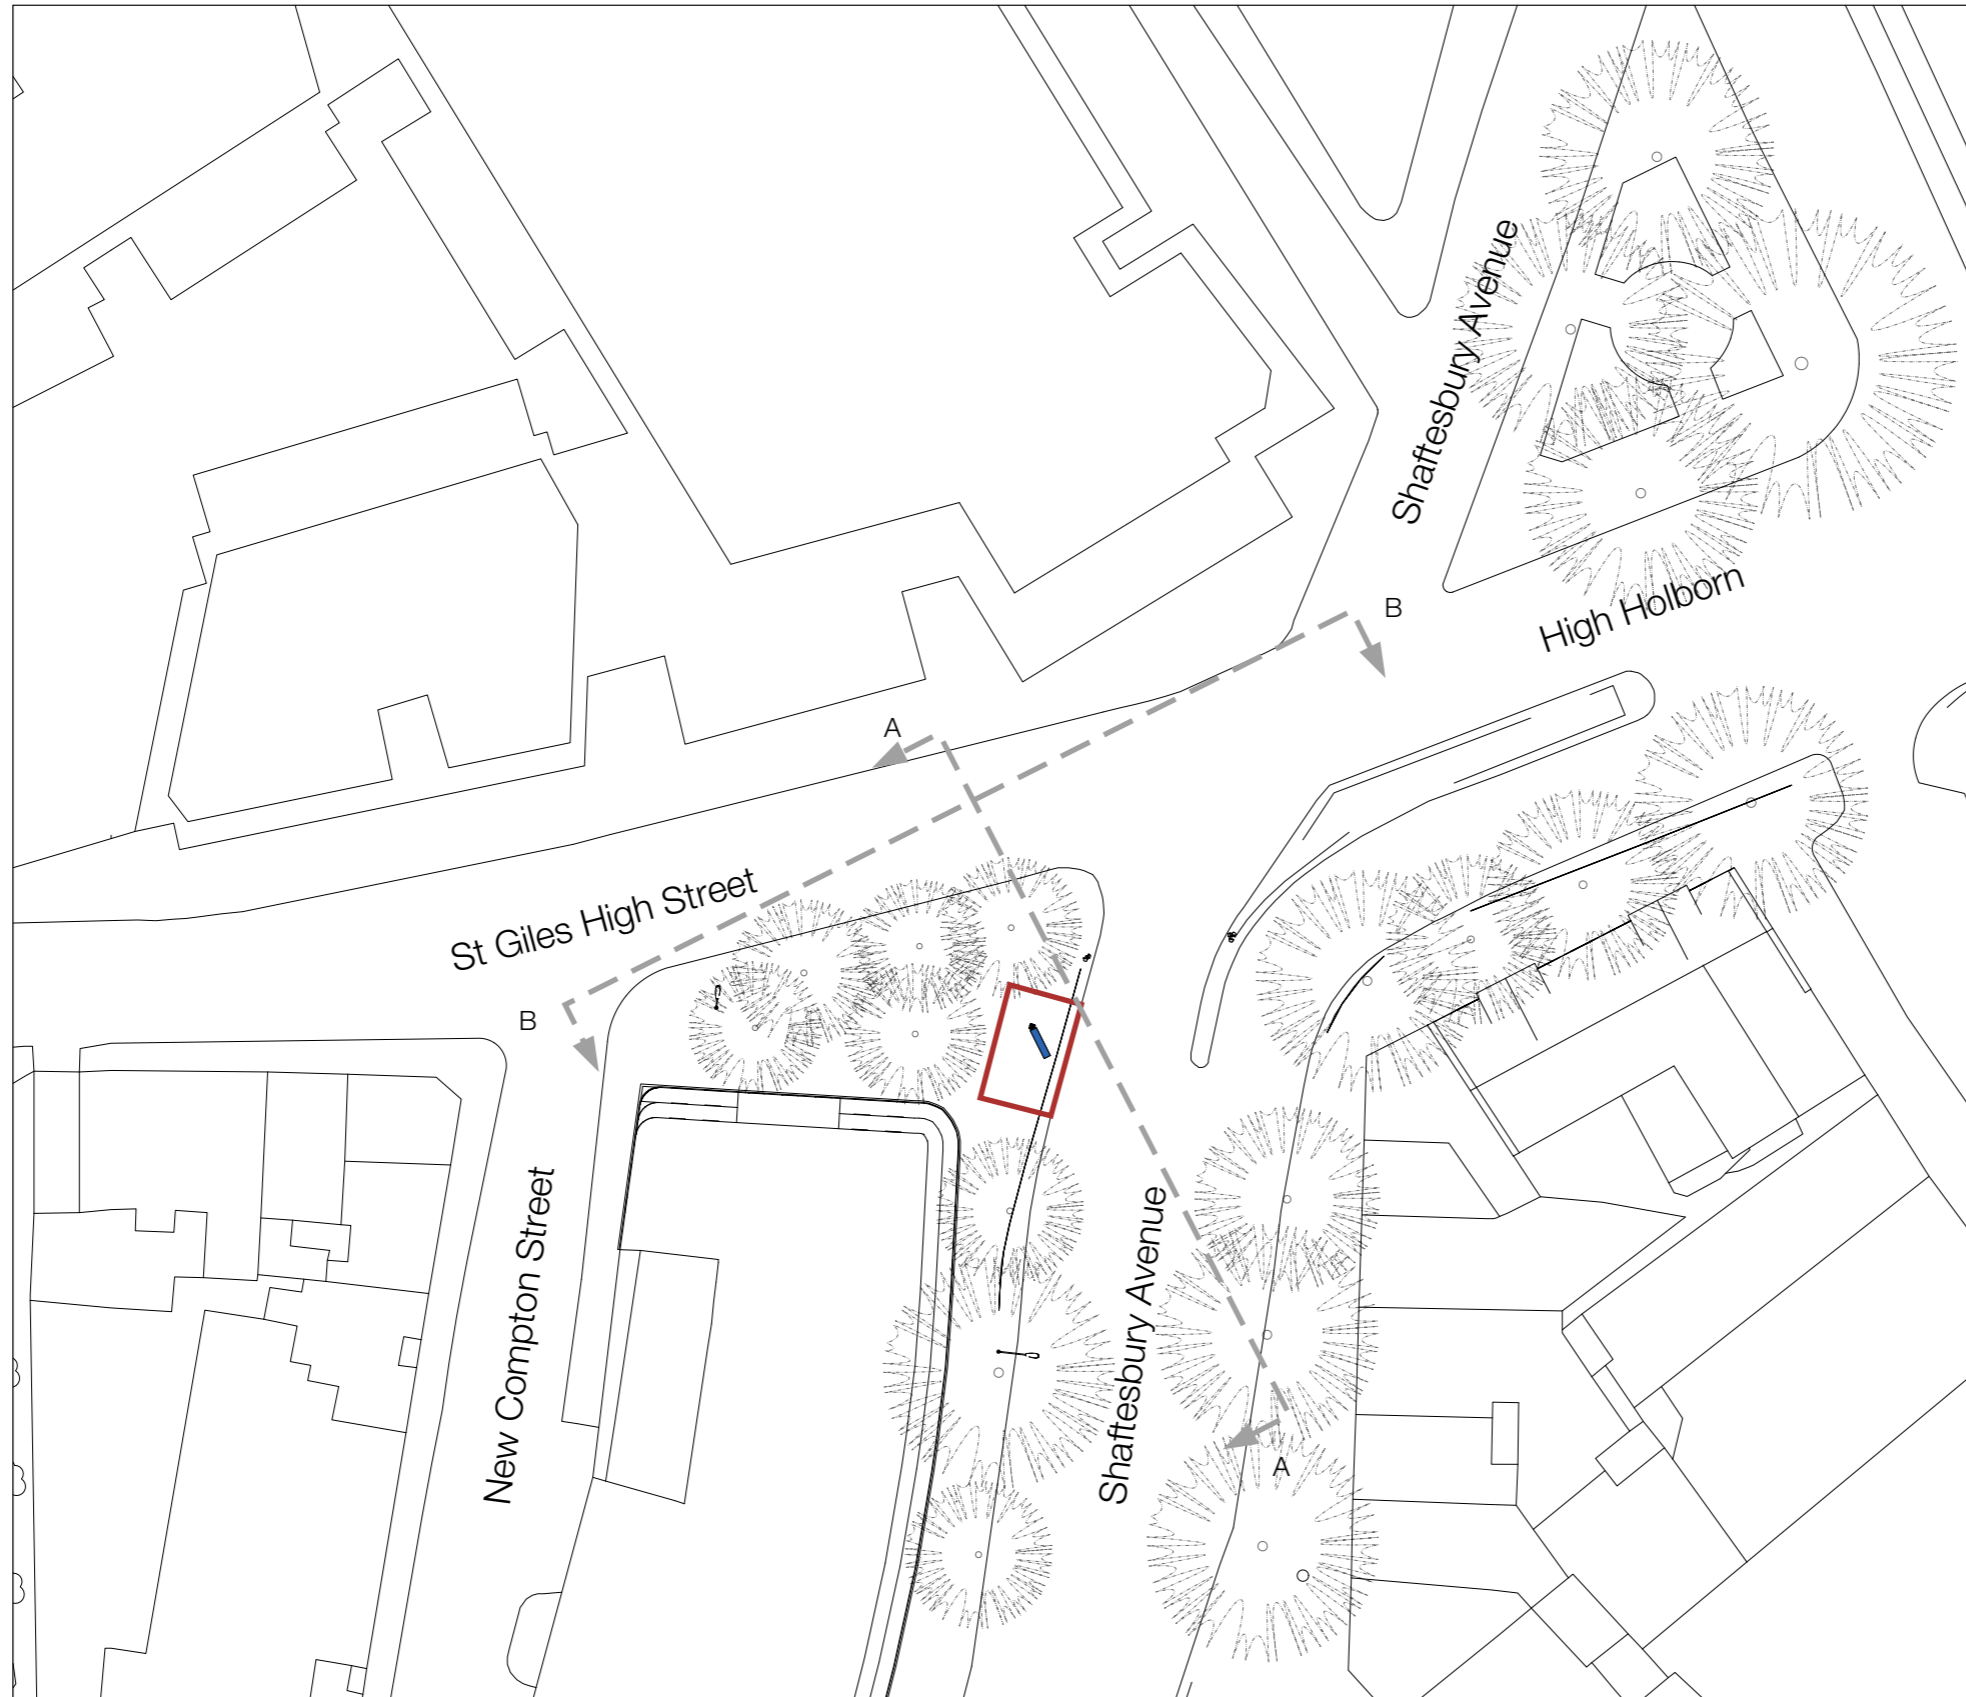 Shaftesbury Avenue
High Holborn
B
A
St Giles High Street
B
New Compton Street
Shaftesbury Avenue
A